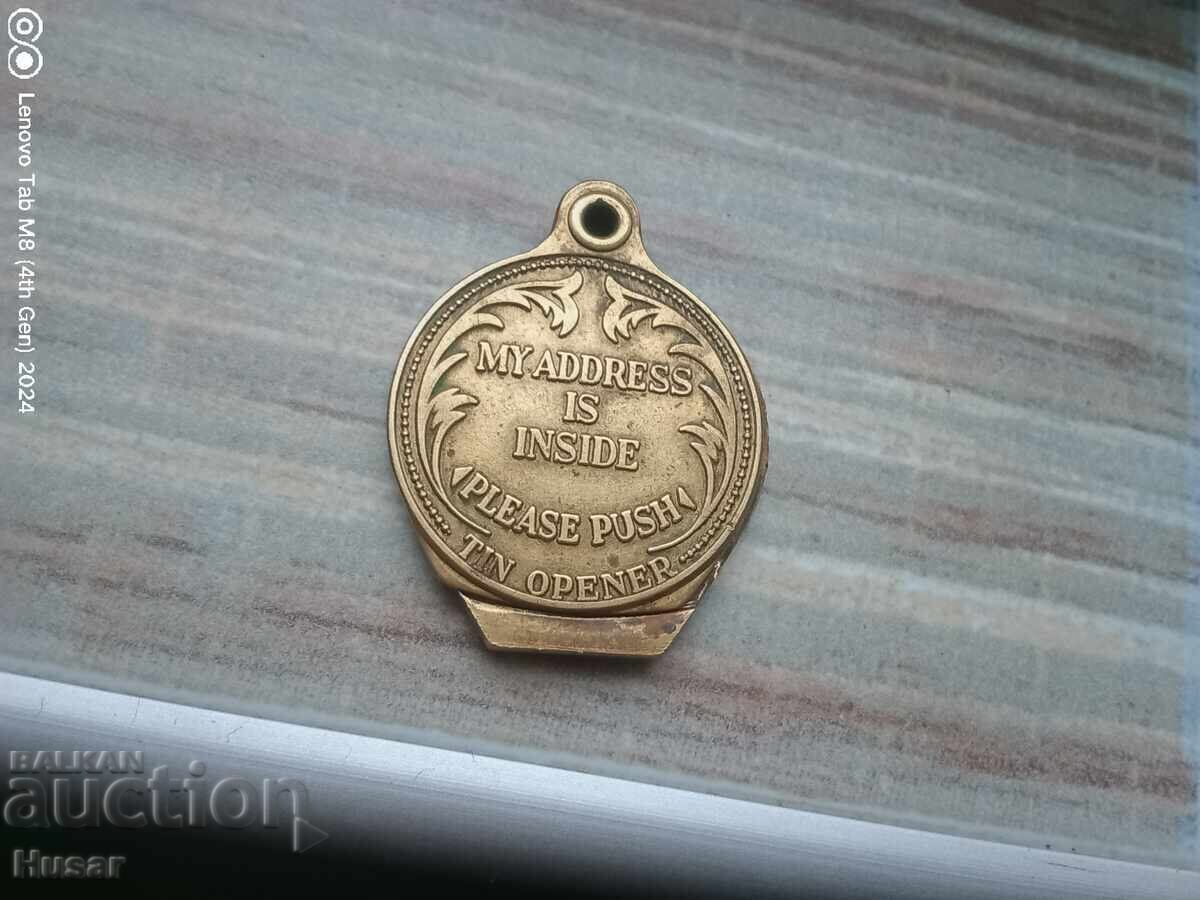 Lenovo Tab M8 (4th Gen) 2024
MY ADDRESS
IS
INSIDE
PLEASE PUSH
TIN OPENER
BALKAN
auction
Husar